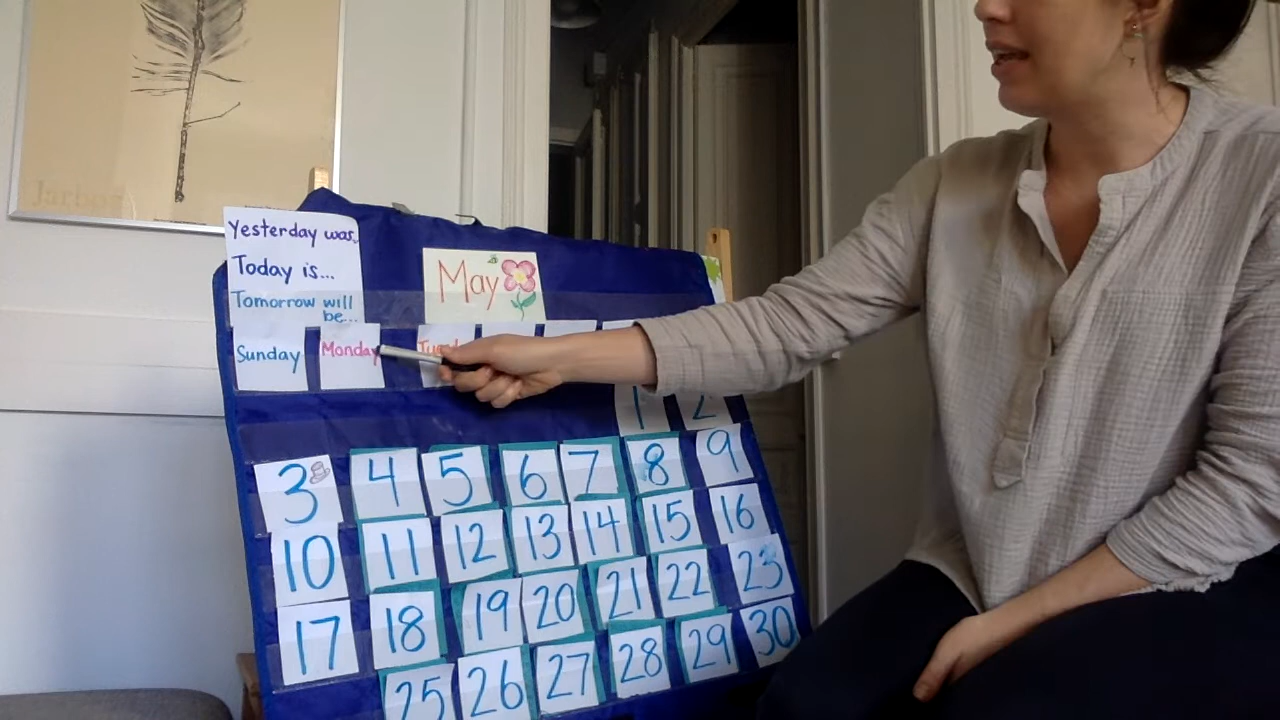 Jarbo
Yesterday was..
Today is...
Tomorrow will
be...
May
Sunday Monday
1 2
3 4 5 6 7 8 9
10 11 12 13 14 15 16
17 18 19 20 21 22 23
25 26 27 28 29 30